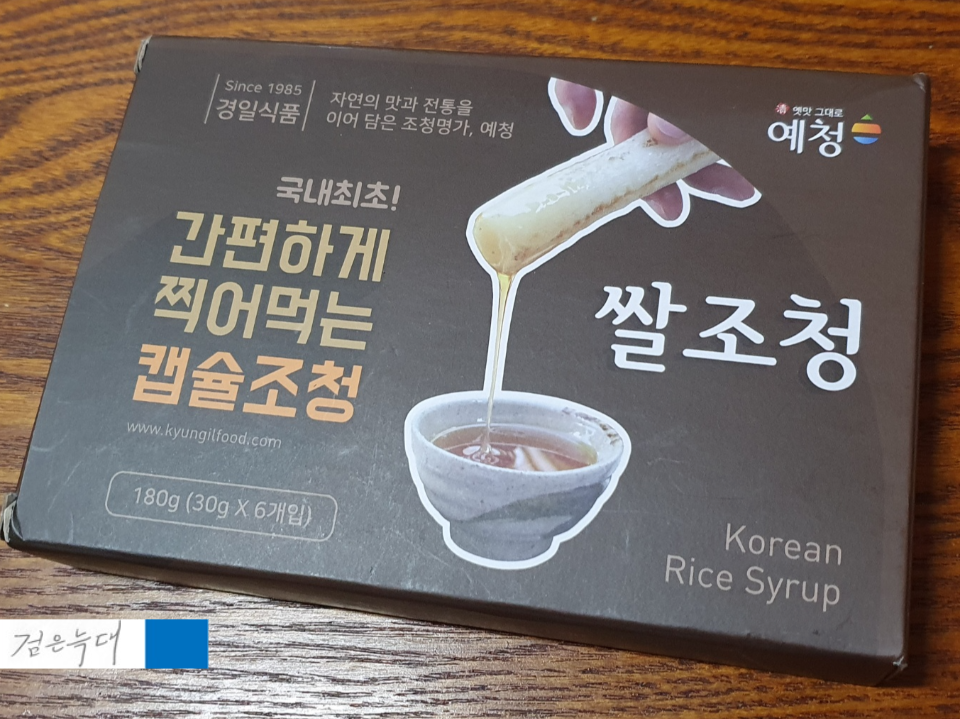 Since 1985
경일식품
자연의 맛과 전통을
이어 담은 조청명가, 예청
옛맛 그대로
예청
국내최초!
간편하게
찍어먹는
캡슐조청
www.kyungilfood.com
180g (30g X 6개입)
쌀조청
Korean
Rice Syrup
검은늑대